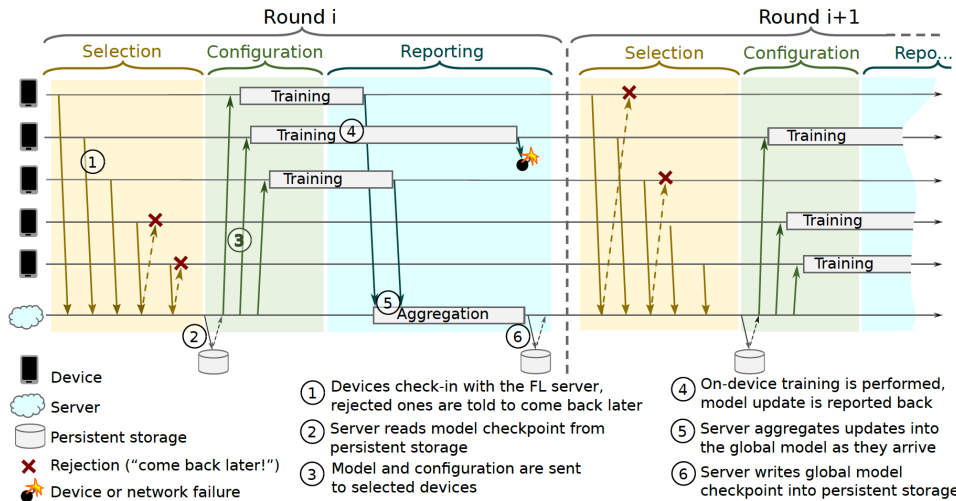 Round i
Round i+1
Selection
Configuration
Reporting
Selection
Configuration
Repo...
Training
Training
4
1
Training
Training
Training
3
Training
5
Aggregation
2
6
Device
Server
Persistent storage
Rejection (“come back later!”)
Device or network failure
1 Devices check-in with the FL server,
rejected ones are told to come back later
2 Server reads model checkpoint from
persistent storage
3 Model and configuration are sent
to selected devices
4 On-device training is performed,
model update is reported back
5 Server aggregates updates into
the global model as they arrive
6 Server writes global model
checkpoint into persistent storage